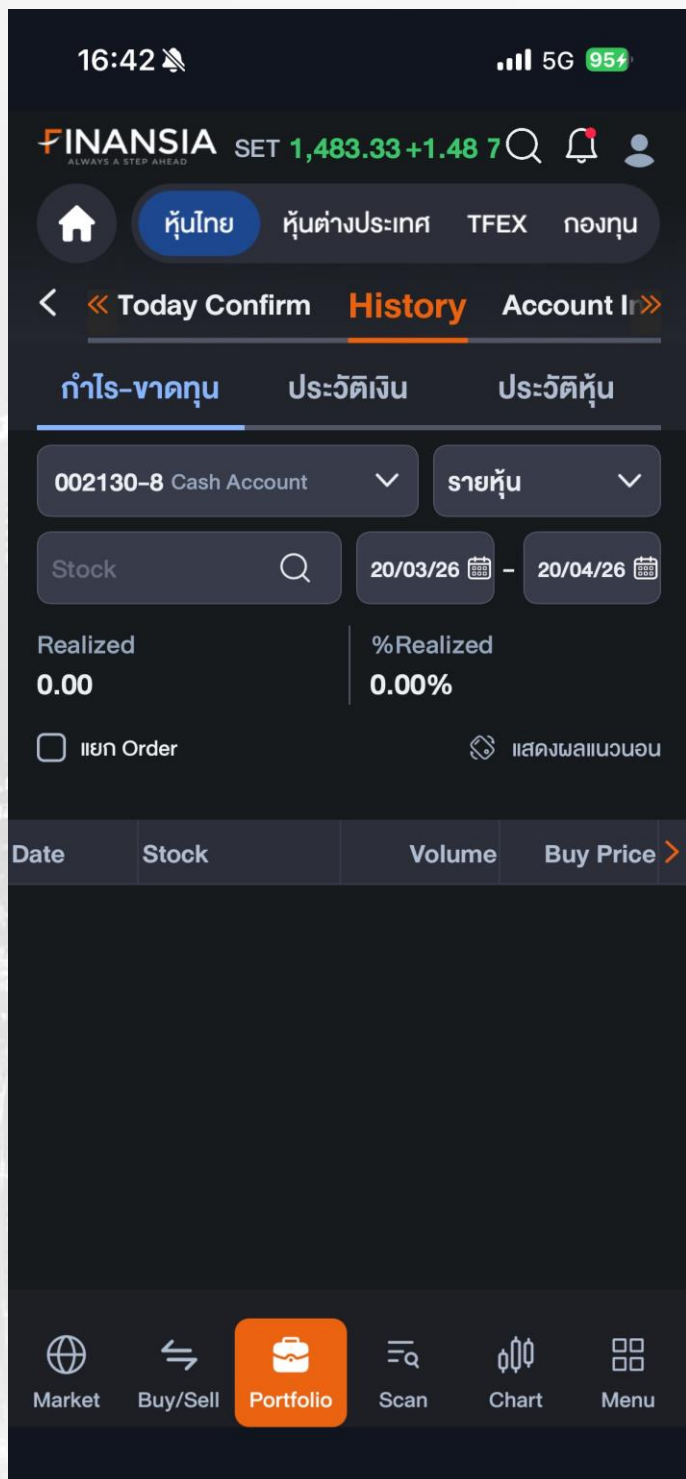 16:42 5G 95
FINANSIA SET 1,483.33 +1.48 7
ALWAYS A STEP AHEAD
หุ้นไทย หุ้นต่างประเทศ TFEX กองทุน
Today Confirm History Account In
กำไร-ขาดทุน ประวัติเงิน ประวัติหุ้น
002130-8 Cash Account รายหุ้น
Stock 20/03/26 - 20/04/26
Realized %Realized
0.00 0.00%
แยก Order แสดงผลแนวนอน
Date Stock Volume Buy Price
Market Buy/Sell Portfolio Scan Chart Menu